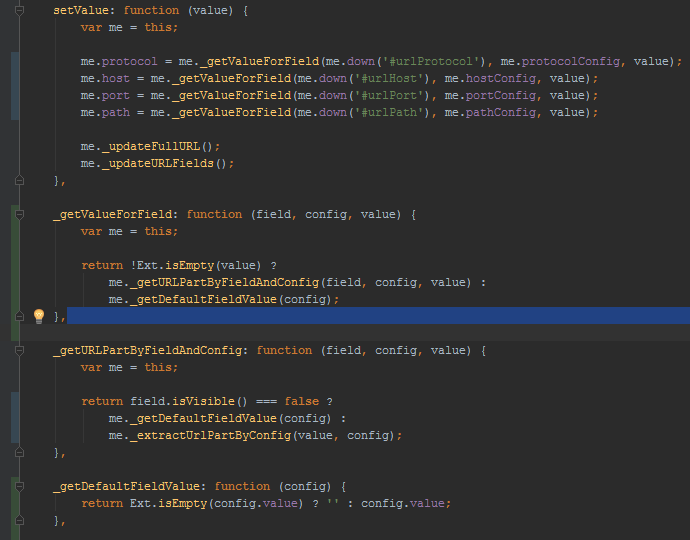 setValue: function (value) {
var me = this;
me.protocol = me._getValueForField(me.down('#urlProtocol'), me.protocolConfig, value);
me.host = me._getValueForField(me.down('#urlHost'), me.hostConfig, value);
me.port = me._getValueForField(me.down('#urlPort'), me.portConfig, value);
me.path = me._getValueForField(me.down('#urlPath'), me.pathConfig, value);
me._updateFullURL();
me._updateURLFields();
},
_getValueForField: function (field, config, value) {
var me = this;
return !Ext.isEmpty(value) ?
me._getURLPartByFieldAndConfig(field, config, value) :
me._getDefaultFieldValue(config);
},
_getURLPartByFieldAndConfig: function (field, config, value) {
var me = this;
return field.isVisible() === false ?
me._getDefaultFieldValue(config) :
me._extractUrlPartByConfig(value, config);
},
_getDefaultFieldValue: function (config) {
return Ext.isEmpty(config.value) ? '' : config.value;
},